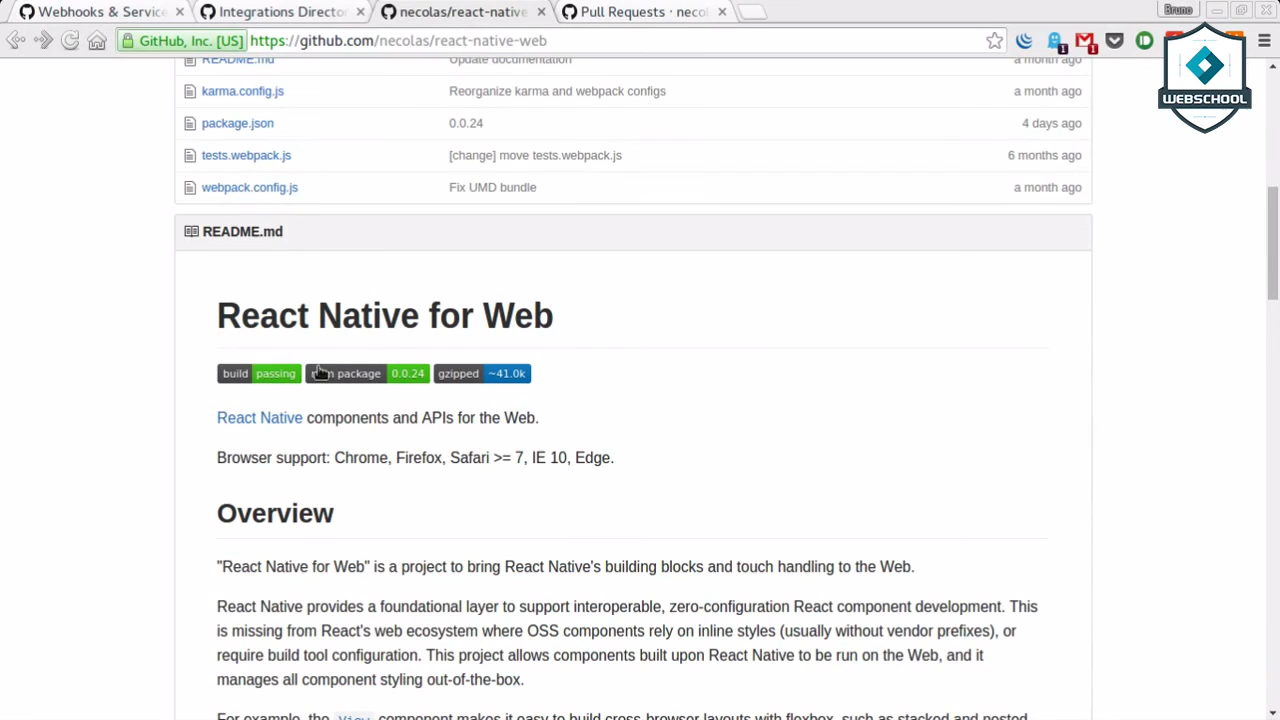 Webhooks & Service
Integrations Director
necolas/react-native
Pull Requests · neco
Bruno
GitHub, Inc. [US]
https://github.com/necolas/react-native-web
1
1
WEBSCHOOL
README.md Update documentation a month ago
karma.config.js Reorganize karma and webpack configs a month ago
package.json 0.0.24 4 days ago
tests.webpack.js [change] move tests.webpack.js 6 months ago
webpack.config.js Fix UMD bundle a month ago
README.md
React Native for Web
build passing package 0.0.24 gzipped ~41.0k
React Native components and APIs for the Web.
Browser support: Chrome, Firefox, Safari >= 7, IE 10, Edge.
Overview
"React Native for Web" is a project to bring React Native's building blocks and touch handling to the Web.
React Native provides a foundational layer to support interoperable, zero-configuration React component development. This
is missing from React's web ecosystem where OSS components rely on inline styles (usually without vendor prefixes), or
require build tool configuration. This project allows components built upon React Native to be run on the Web, and it
manages all component styling out-of-the-box.
For example, the View component makes it easy to build cross-browser layouts with flexbox, such as stacked and nested